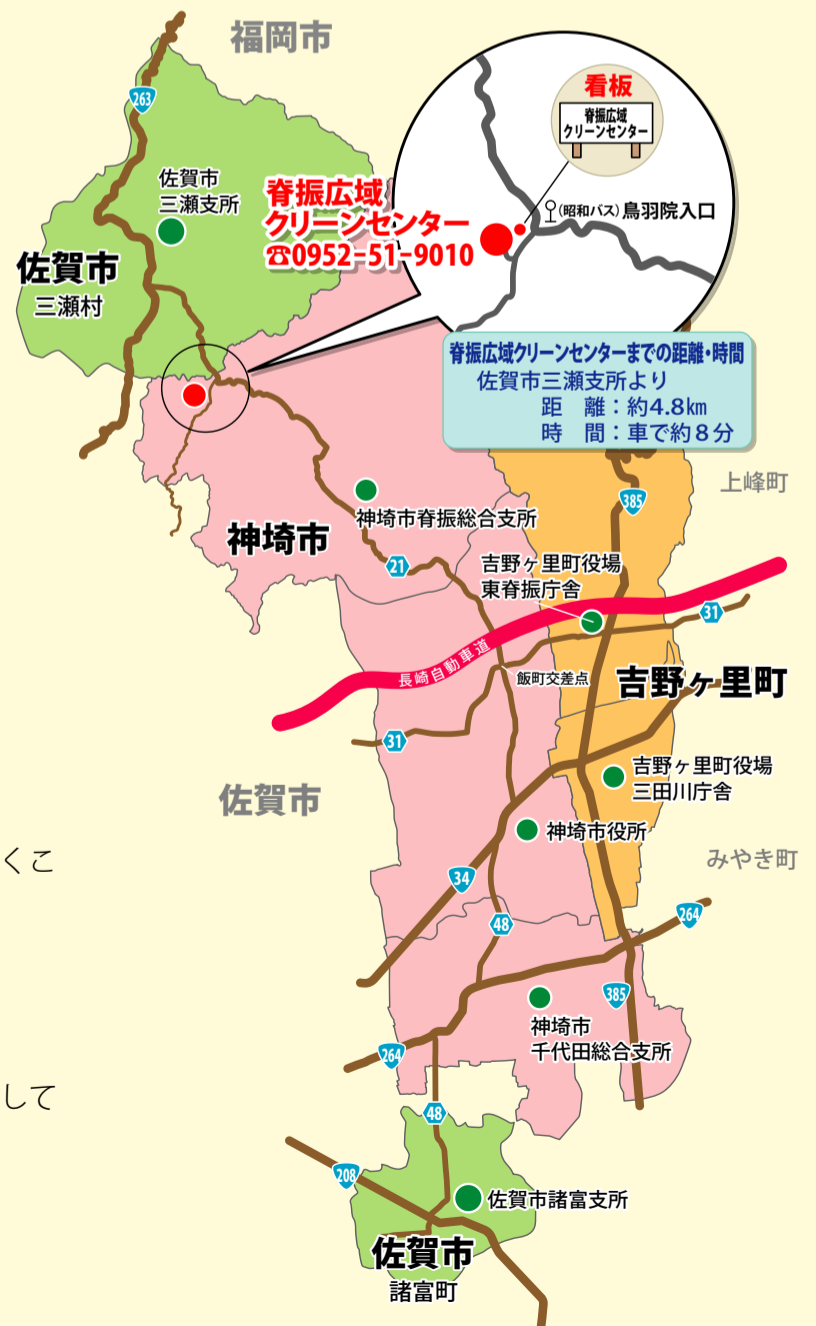 福岡市
263
看板
脊振広域
クリーンセンター
佐賀市
三瀬支所
脊振広域
クリーンセンター
☎0952-51-9010
(昭和バス)鳥羽院入口
佐賀市
三瀬村
脊振広域クリーンセンターまでの距離・時間
佐賀市三瀬支所より
距 離：約4.8㎞
時 間：車で約8分
385
上峰町
神埼市脊振総合支所
神埼市
21
吉野ヶ里町役場
東脊振庁舎
31
長崎自動車道
飯町交差点
吉野ヶ里町
31
佐賀市
吉野ヶ里町役場
三田川庁舎
神埼市役所
くこ
みやき町
34
48
264
385
神埼市
千代田総合支所
264
して
48
208
佐賀市諸富支所
佐賀市
諸富町